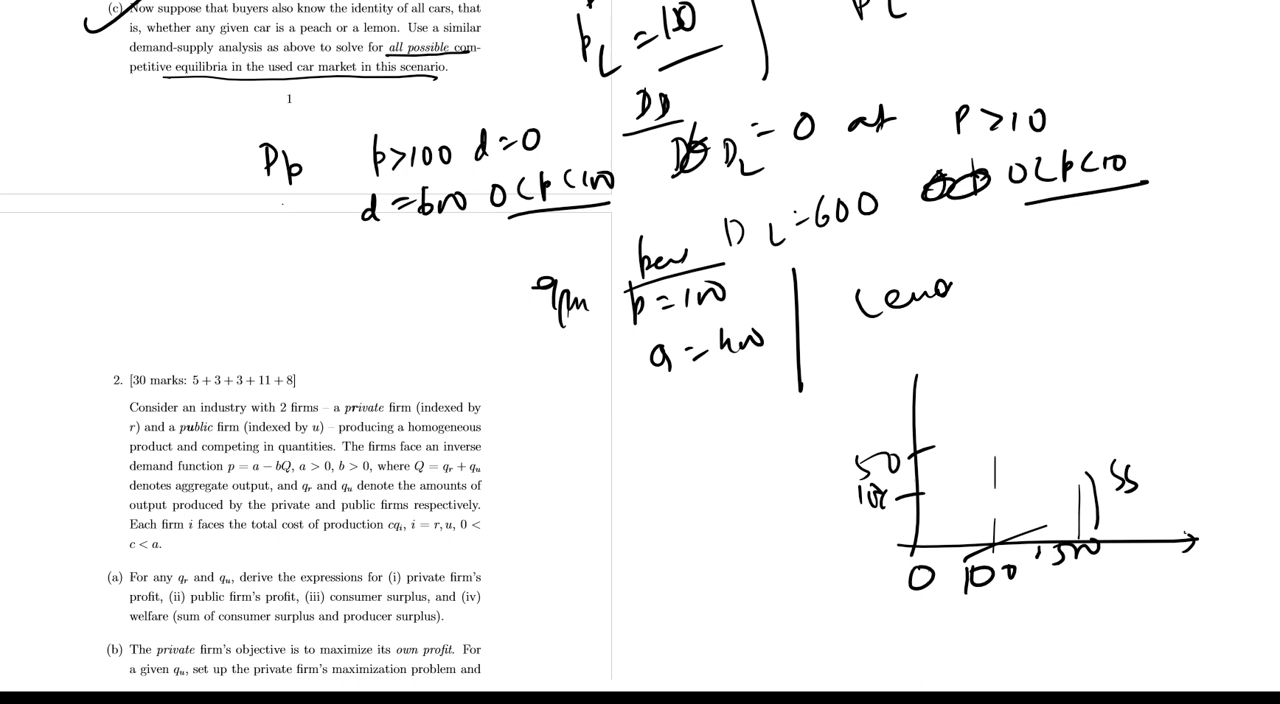 (c) Now suppose that buyers also know the identity of all cars, that
is, whether any given car is a peach or a lemon. Use a similar
demand-supply analysis as above to solve for all possible com-
petitive equilibria in the used car market in this scenario.
1
DD
Pp p>100 d=0
d=600 0<p<100
D_L = 0 at P>10
D_L = 600 0<p<10
p=100
50
0 100
SS
2. [30 marks: 5 + 3 + 3 + 11 + 8]
Consider an industry with 2 firms – a private firm (indexed by
r) and a public firm (indexed by u) – producing a homogeneous
product and competing in quantities. The firms face an inverse
demand function p = a − bQ, a > 0, b > 0, where Q = q_r + q_u
denotes aggregate output, and q_r and q_u denote the amounts of
output produced by the private and public firms respectively.
Each firm i faces the total cost of production cq_i, i = r, u, 0 <
c < a.
(a) For any q_r and q_u, derive the expressions for (i) private firm's
profit, (ii) public firm's profit, (iii) consumer surplus, and (iv)
welfare (sum of consumer surplus and producer surplus).
(b) The private firm's objective is to maximize its own profit. For
a given q_u, set up the private firm's maximization problem and